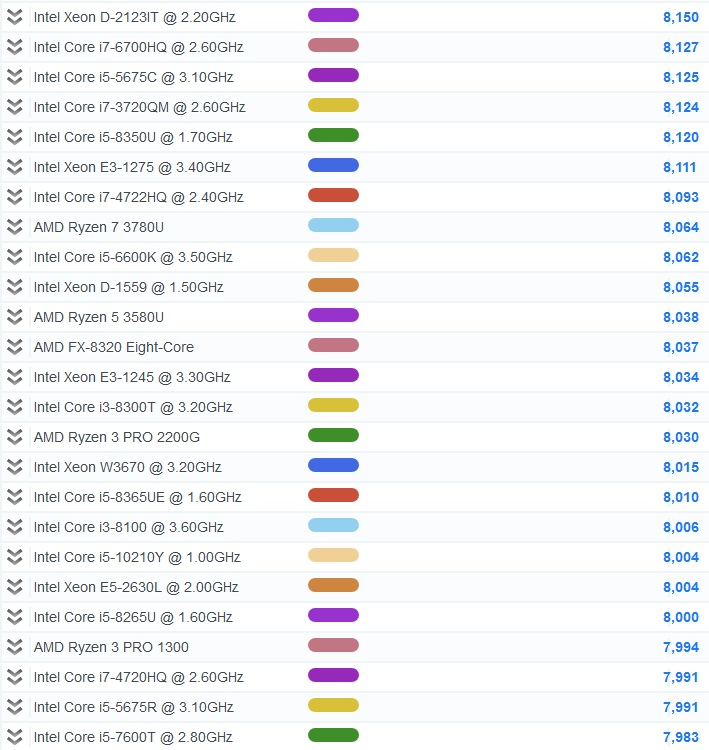 Intel Xeon D-2123IT @ 2.20GHz 8,150
Intel Core i7-6700HQ @ 2.60GHz 8,127
Intel Core i5-5675C @ 3.10GHz 8,125
Intel Core i7-3720QM @ 2.60GHz 8,124
Intel Core i5-8350U @ 1.70GHz 8,120
Intel Xeon E3-1275 @ 3.40GHz 8,111
Intel Core i7-4722HQ @ 2.40GHz 8,093
AMD Ryzen 7 3780U 8,064
Intel Core i5-6600K @ 3.50GHz 8,062
Intel Xeon D-1559 @ 1.50GHz 8,055
AMD Ryzen 5 3580U 8,038
AMD FX-8320 Eight-Core 8,037
Intel Xeon E3-1245 @ 3.30GHz 8,034
Intel Core i3-8300T @ 3.20GHz 8,032
AMD Ryzen 3 PRO 2200G 8,030
Intel Xeon W3670 @ 3.20GHz 8,015
Intel Core i5-8365UE @ 1.60GHz 8,010
Intel Core i3-8100 @ 3.60GHz 8,006
Intel Core i5-10210Y @ 1.00GHz 8,004
Intel Xeon E5-2630L @ 2.00GHz 8,004
Intel Core i5-8265U @ 1.60GHz 8,000
AMD Ryzen 3 PRO 1300 7,994
Intel Core i7-4720HQ @ 2.60GHz 7,991
Intel Core i5-5675R @ 3.10GHz 7,991
Intel Core i5-7600T @ 2.80GHz 7,983